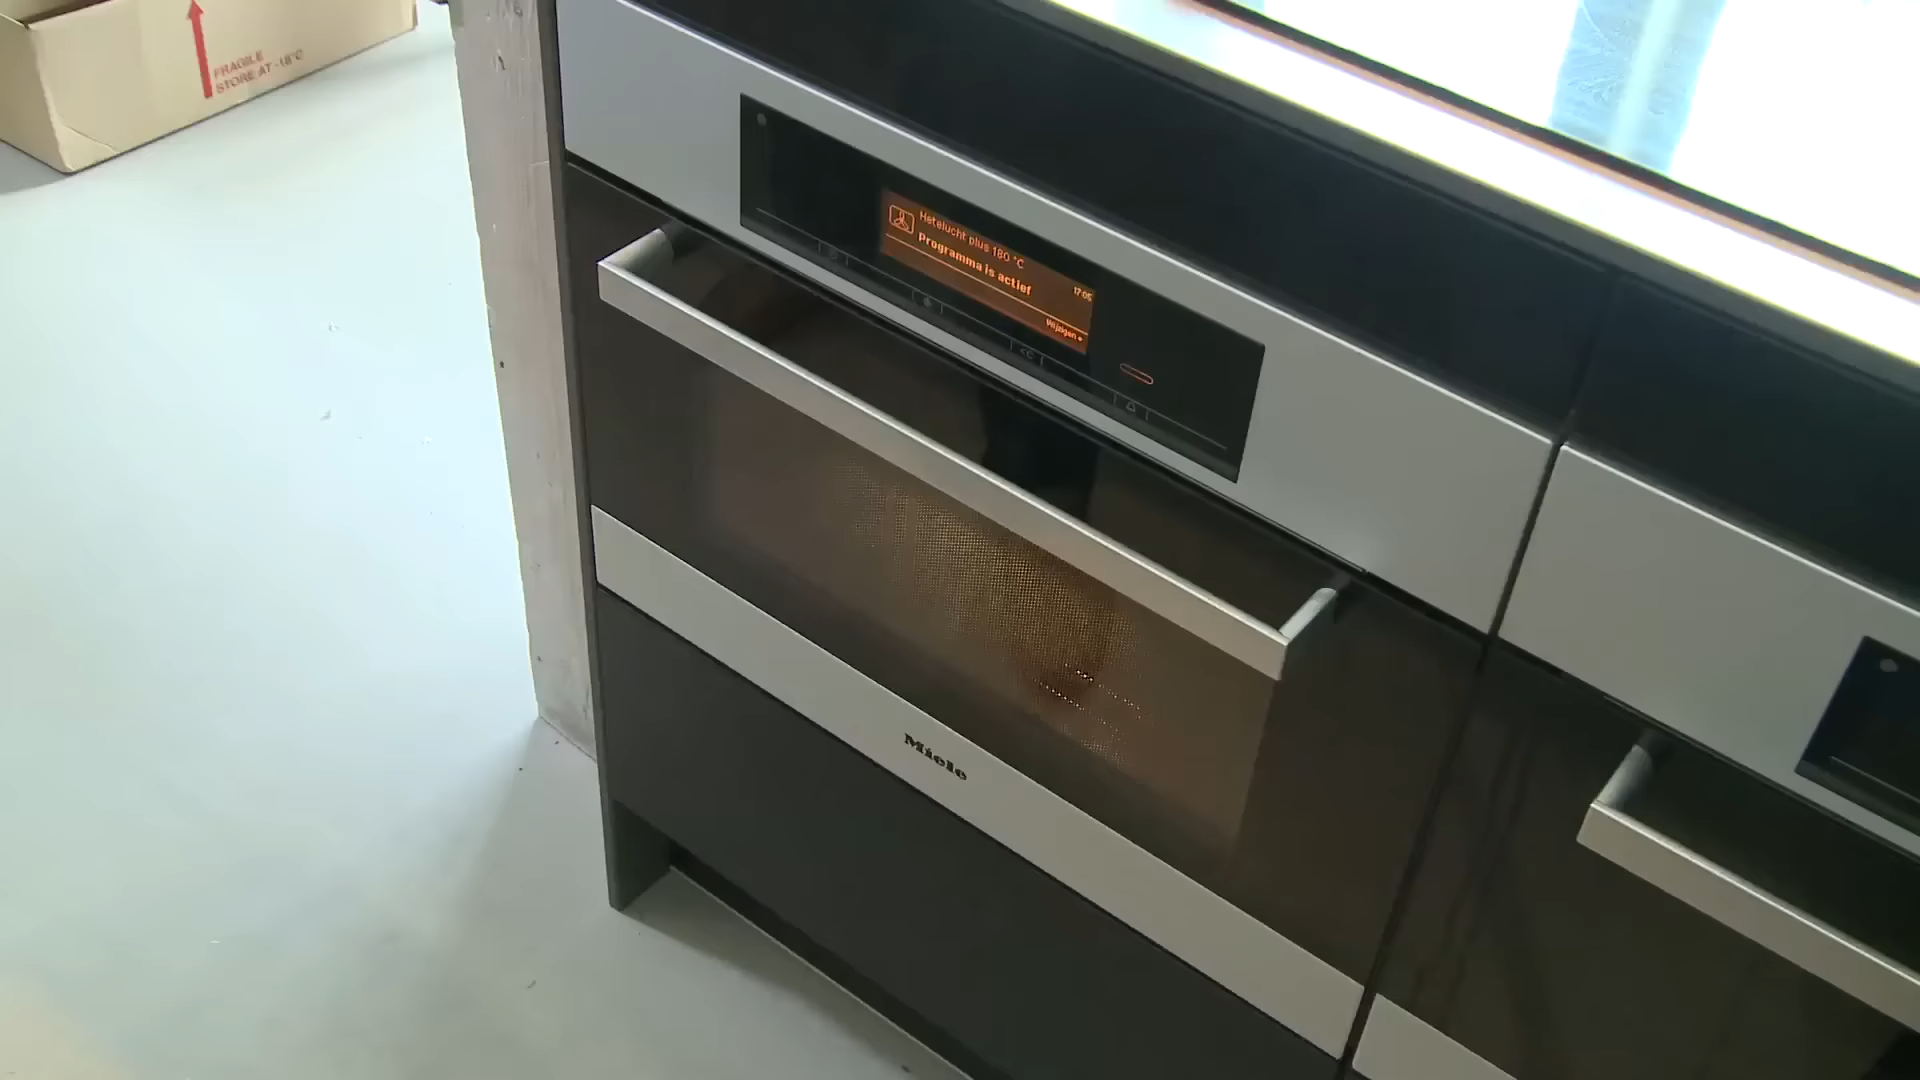 FRAGILE
STORE AT -18°C
Hetelucht plus 180 °C
Programma is actief
17:05
Wijzigen
Miele